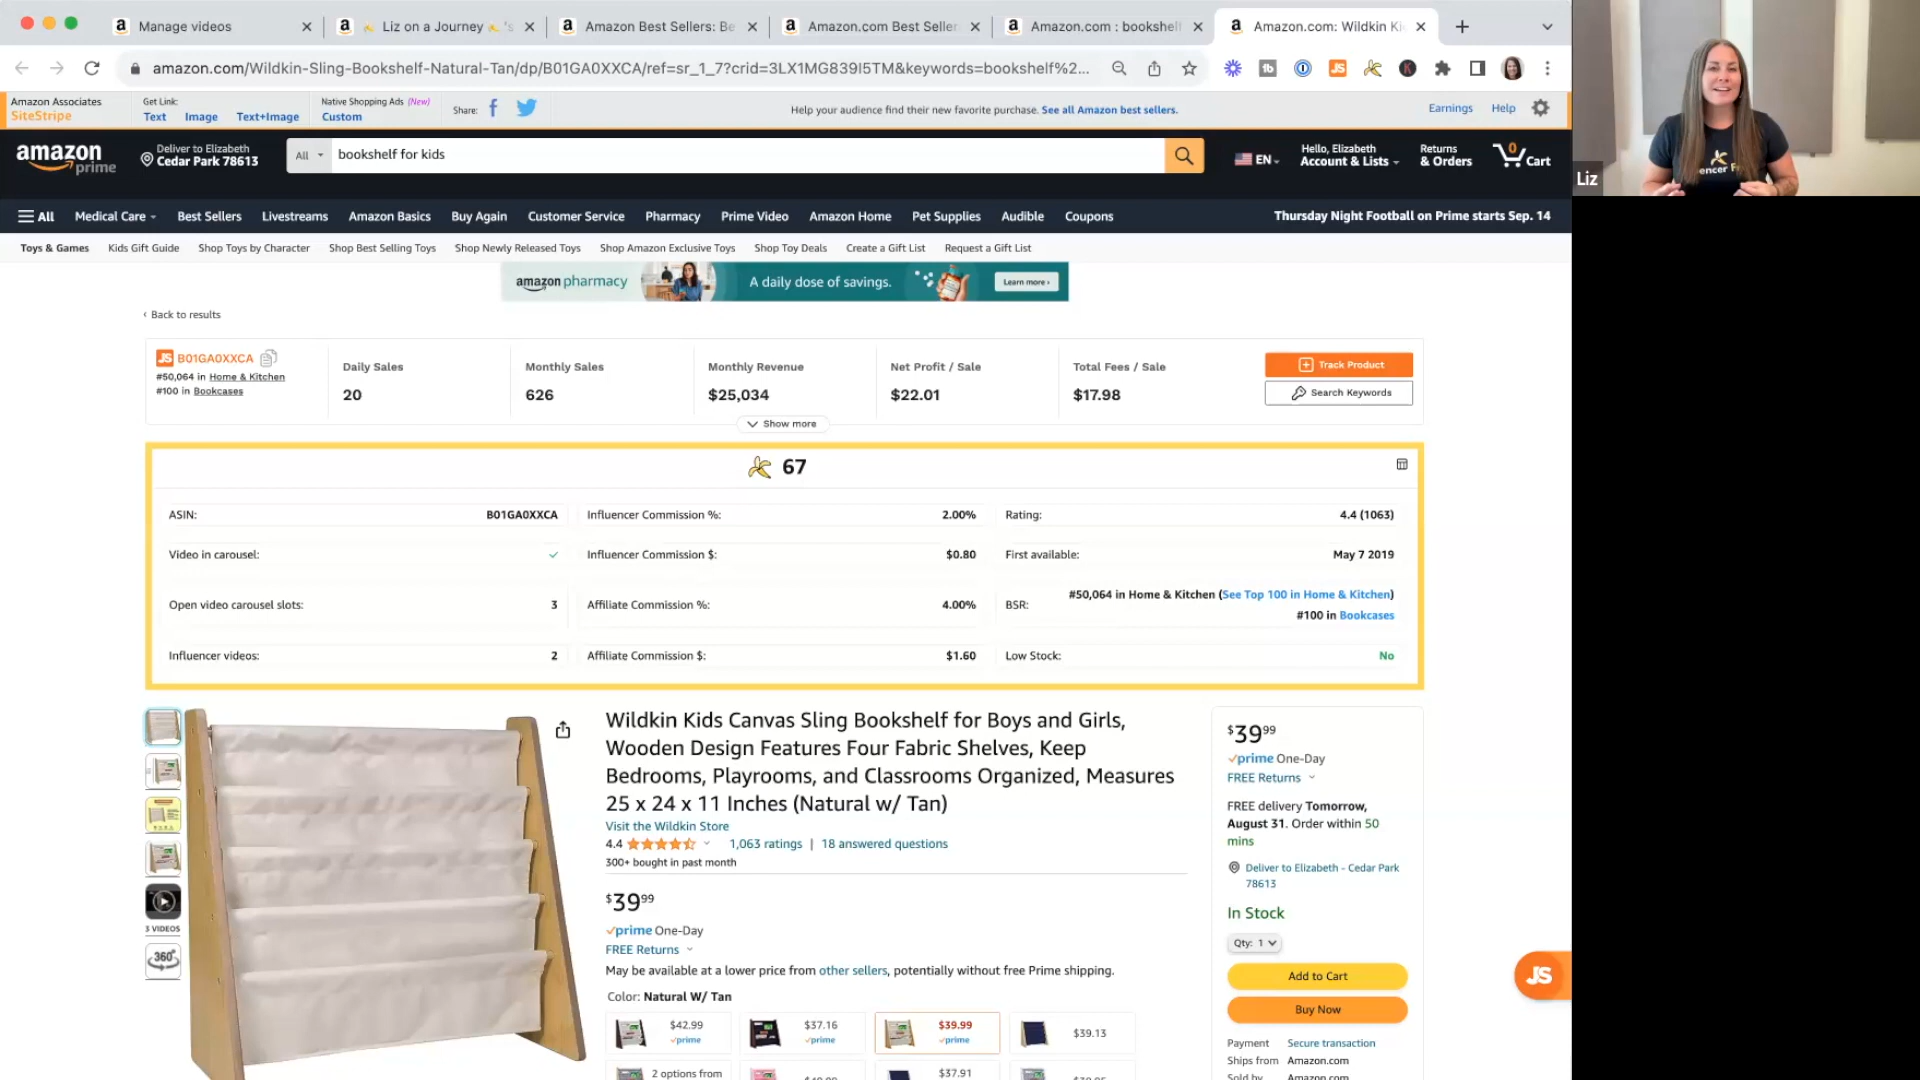 Manage videos
Liz on a Journey 's
Amazon Best Sellers: Be
Amazon.com Best Seller
Amazon.com : bookshelf
Amazon.com: Wildkin Ki
amazon.com/Wildkin-Sling-Bookshelf-Natural-Tan/dp/B01GA0XXCA/ref=sr_1_7?crid=3LX1MG839I5TM&keywords=bookshelf%2...
Amazon Associates
SiteStripe
Get Link:
Text Image Text+Image
Native Shopping Ads (New)
Custom
Share:
Help your audience find their new favorite purchase. See all Amazon best sellers.
Earnings Help
amazon prime
Deliver to Elizabeth
Cedar Park 78613
All
bookshelf for kids
EN
Hello, Elizabeth
Account & Lists
Returns
& Orders
0
Cart
All Medical Care Best Sellers Livestreams Amazon Basics Buy Again Customer Service Pharmacy Prime Video Amazon Home Pet Supplies Audible Coupons
Thursday Night Football on Prime starts Sep. 14
Toys & Games Kids Gift Guide Shop Toys by Character Shop Best Selling Toys Shop Newly Released Toys Shop Amazon Exclusive Toys Shop Toy Deals Create a Gift List Request a Gift List
amazon pharmacy A daily dose of savings. Learn more ›
‹ Back to results
JS B01GA0XXCA
#50,064 in Home & Kitchen
#100 in Bookcases
Daily Sales
20
Monthly Sales
626
Monthly Revenue
$25,034
Net Profit / Sale
$22.01
Total Fees / Sale
$17.98
Track Product
Search Keywords
Show more
67
ASIN: B01GA0XXCA
Influencer Commission %: 2.00%
Rating: 4.4 (1063)
Video in carousel: ✓
Influencer Commission $: $0.80
First available: May 7 2019
Open video carousel slots: 3
Affiliate Commission %: 4.00%
BSR: #50,064 in Home & Kitchen (See Top 100 in Home & Kitchen)
#100 in Bookcases
Influencer videos: 2
Affiliate Commission $: $1.60
Low Stock: No
3 VIDEOS
360°
Wildkin Kids Canvas Sling Bookshelf for Boys and Girls,
Wooden Design Features Four Fabric Shelves, Keep
Bedrooms, Playrooms, and Classrooms Organized, Measures
25 x 24 x 11 Inches (Natural w/ Tan)
Visit the Wildkin Store
4.4 1,063 ratings | 18 answered questions
300+ bought in past month
$39 99
prime One-Day
FREE Returns
May be available at a lower price from other sellers, potentially without free Prime shipping.
Color: Natural W/ Tan
$42.99
prime
$37.16
prime
$39.99
prime
$39.13
2 options from
$37.91
$39 99
prime One-Day
FREE Returns
FREE delivery Tomorrow,
August 31. Order within 50
mins
Deliver to Elizabeth - Cedar Park
78613
In Stock
Qty: 1
Add to Cart
Buy Now
Payment Secure transaction
Ships from Amazon.com
Sold by Amazon.com
JS
Liz